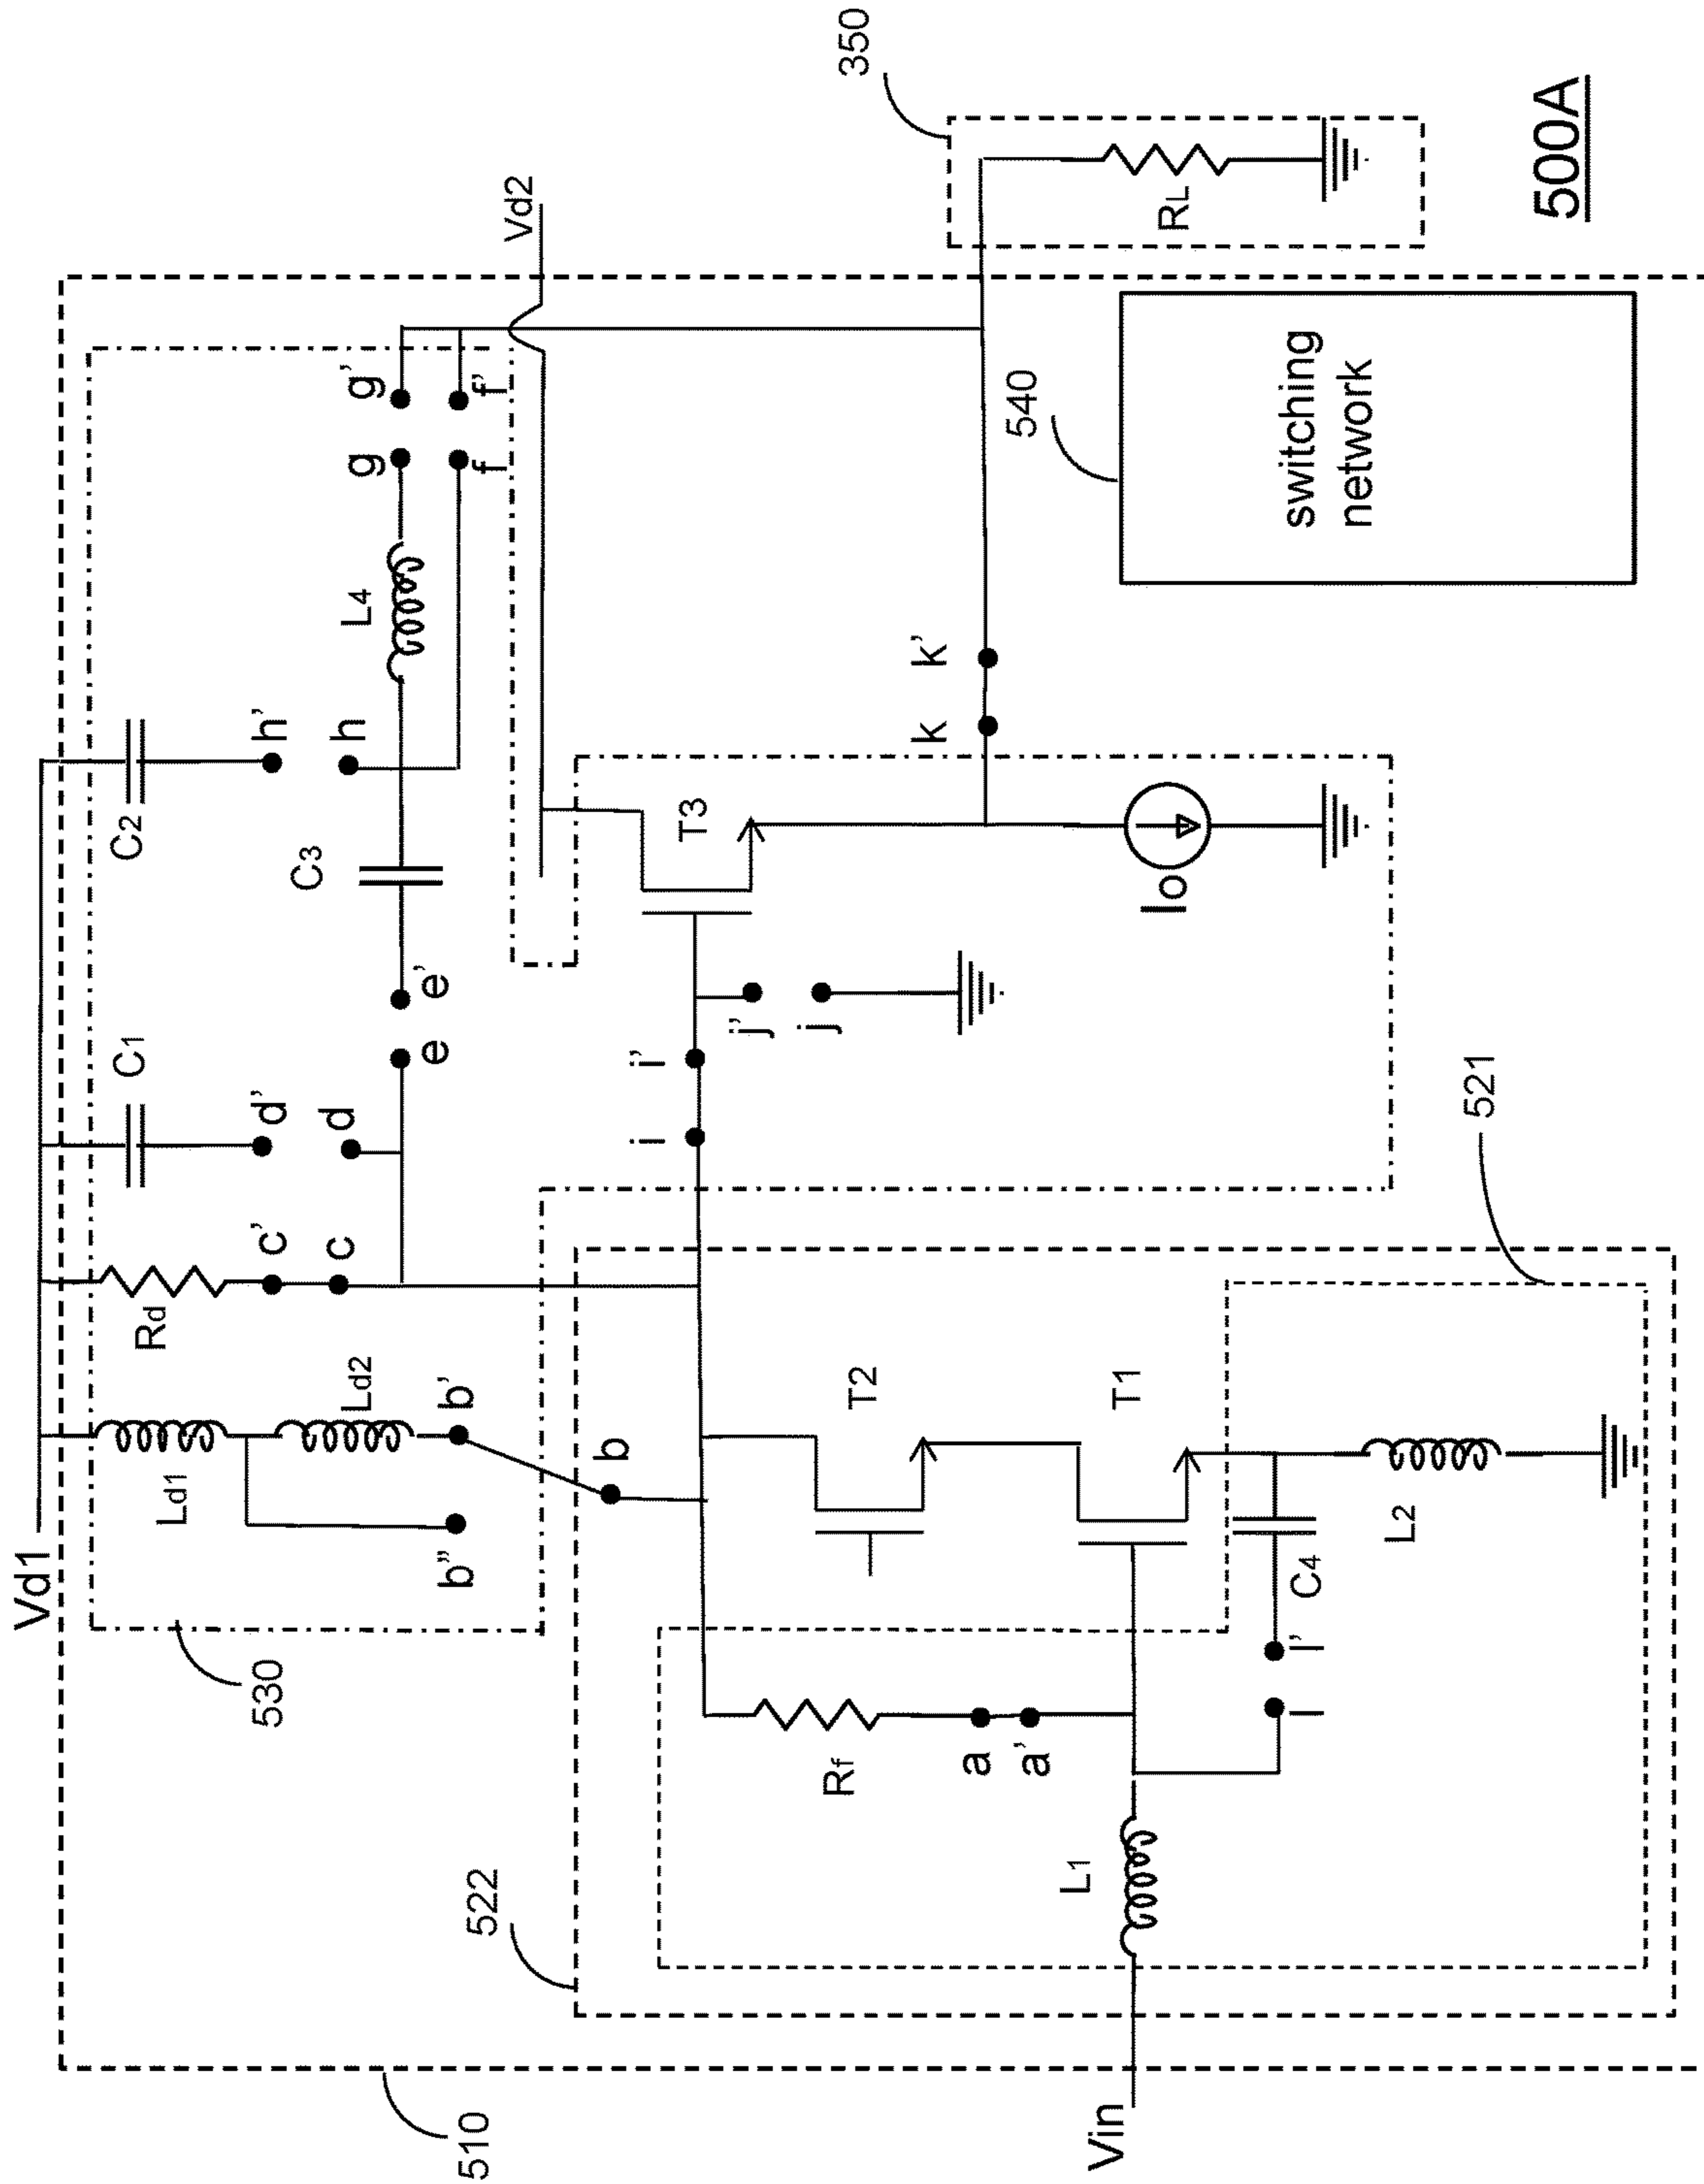 Vd1
Ld1
Ld2
b"
b'
b
Rd
c'
c
C1
d'
d
e
e'
C3
C2
h'
h
L4
g
g'
f
f'
Vd2
530
510
522
521
Rf
a
a'
L1
Vin
T2
T1
l
l'
C4
L2
i
i'
j'
j
T3
Io
k
k'
350
RL
540
switching
network
500A